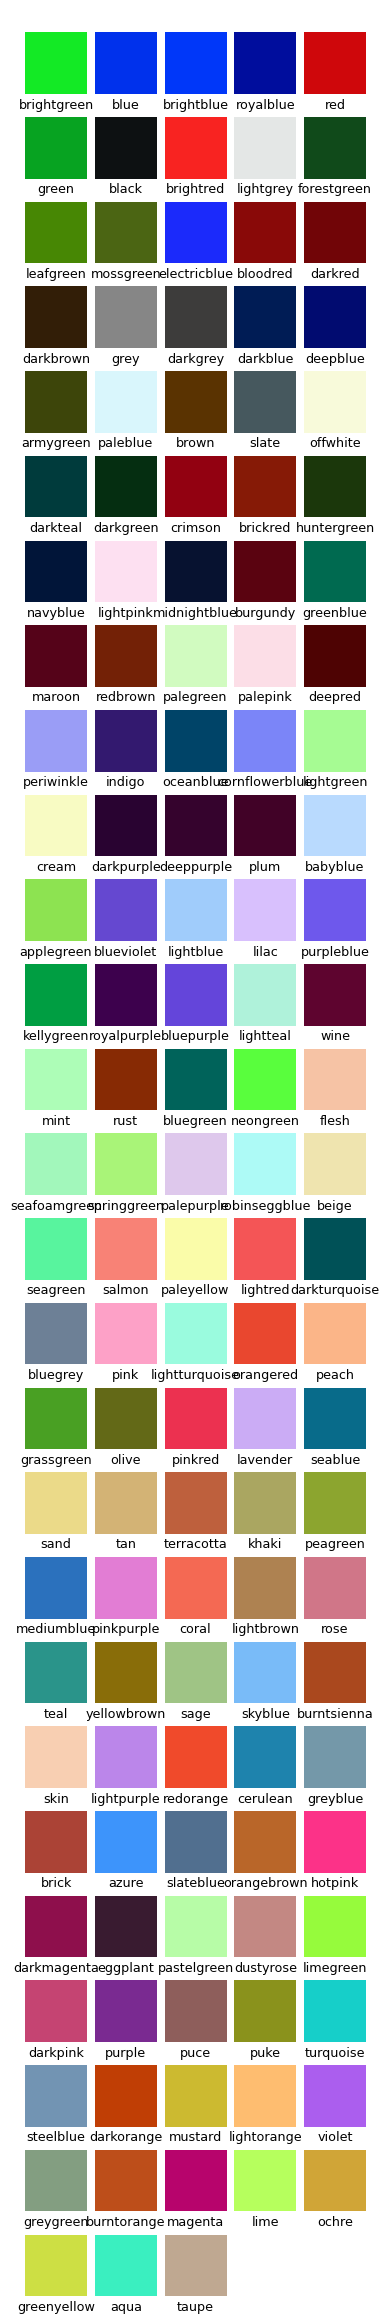 brightgreen blue brightblue royalblue red
green black brightred lightgrey forestgreen
leafgreen mossgreen electricblue bloodred darkred
darkbrown grey darkgrey darkblue deepblue
armygreen paleblue brown slate offwhite
darkteal darkgreen crimson brickred huntergreen
navyblue lightpink midnightblue burgundy greenblue
maroon redbrown palegreen palepink deepred
periwinkle indigo oceanblue cornflowerblue lightgreen
cream darkpurple deeppurple plum babyblue
applegreen blueviolet lightblue lilac purpleblue
kellygreen royalpurple bluepurple lightteal wine
mint rust bluegreen neongreen flesh
seafoamgreen springgreen palepurple robinseggblue beige
seagreen salmon paleyellow lightred darkturquoise
bluegrey pink lightturquoise orangered peach
grassgreen olive pinkred lavender seablue
sand tan terracotta khaki peagreen
mediumblue pinkpurple coral lightbrown rose
teal yellowbrown sage skyblue burntsienna
skin lightpurple redorange cerulean greyblue
brick azure slateblue orangebrown hotpink
darkmagenta eggplant pastelgreen dustyrose limegreen
darkpink purple puce puke turquoise
steelblue darkorange mustard lightorange violet
greygreen burntorange magenta lime ochre
greenyellow aqua taupe